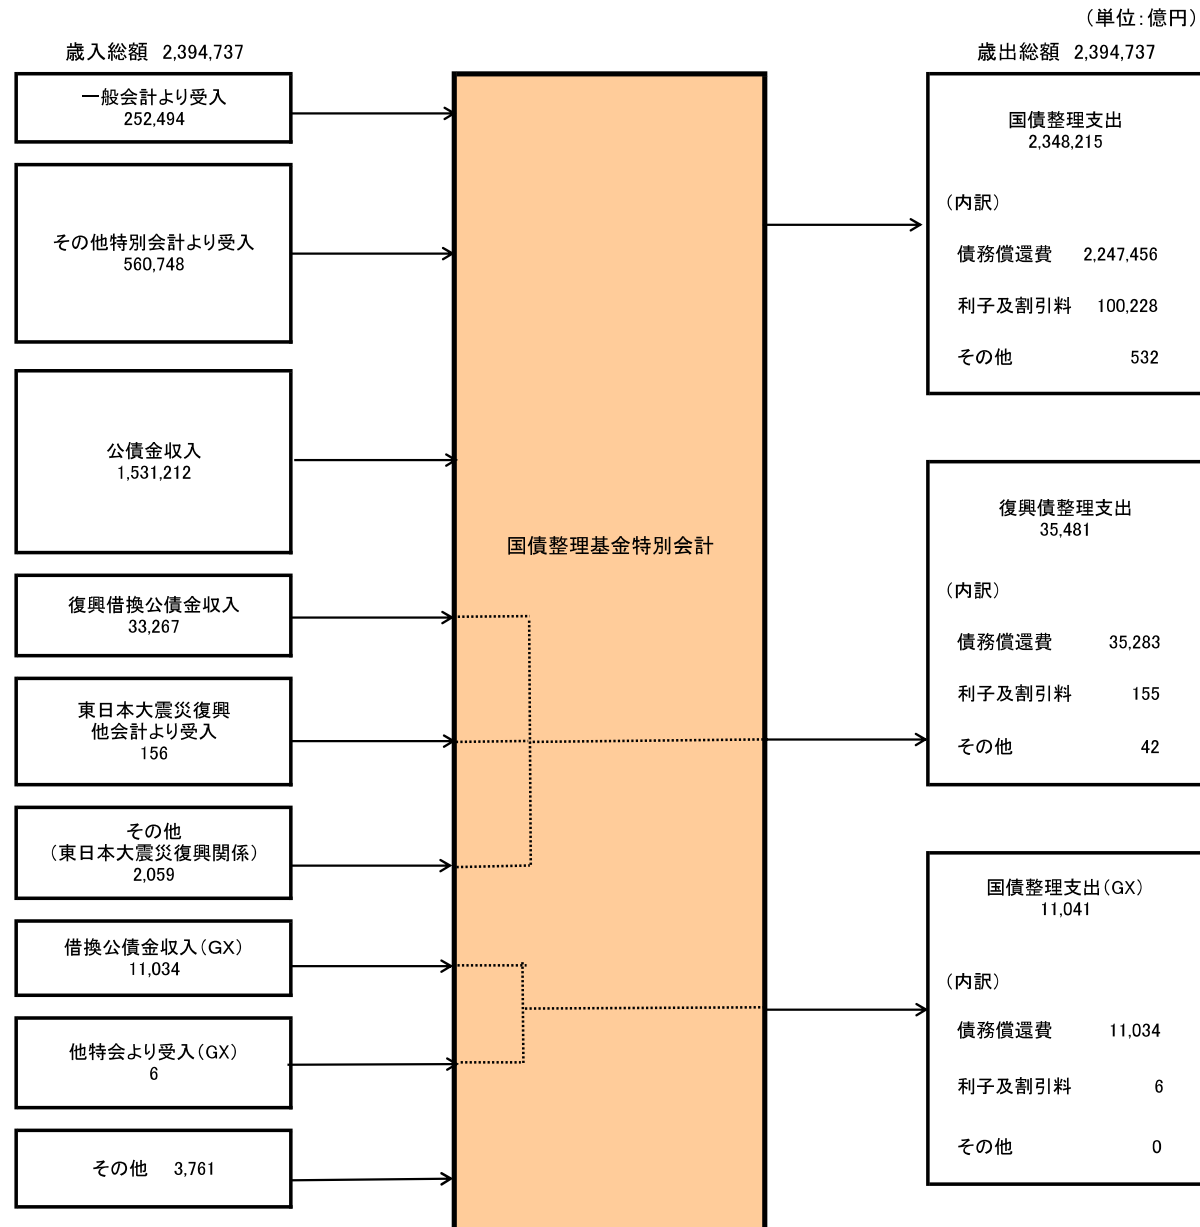 (単位:億円)
歳入総額 2,394,737
一般会計より受入
252,494
その他特別会計より受入
560,748
公債金収入
1,531,212
復興借換公債金収入
33,267
東日本大震災復興
他会計より受入
156
その他
(東日本大震災復興関係)
2,059
借換公債金収入(GX)
11,034
他特会より受入(GX)
6
その他 3,761
国債整理基金特別会計
歳出総額 2,394,737
国債整理支出
2,348,215
(内訳)
債務償還費 2,247,456
利子及割引料 100,228
その他 532
復興債整理支出
35,481
(内訳)
債務償還費 35,283
利子及割引料 155
その他 42
国債整理支出(GX)
11,041
(内訳)
債務償還費 11,034
利子及割引料 6
その他 0